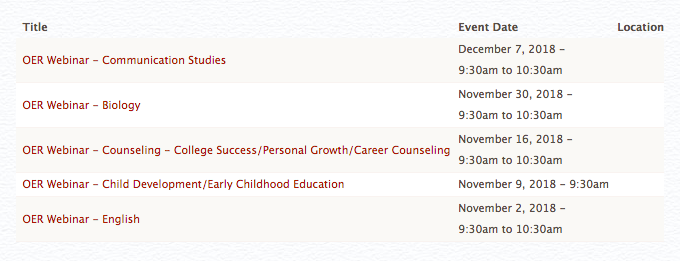 Title Event Date Location
OER Webinar – Communication Studies December 7, 2018 –
9:30am to 10:30am
OER Webinar – Biology November 30, 2018 –
9:30am to 10:30am
OER Webinar – Counseling – College Success/Personal Growth/Career Counseling November 16, 2018 –
9:30am to 10:30am
OER Webinar – Child Development/Early Childhood Education November 9, 2018 – 9:30am
OER Webinar – English November 2, 2018 –
9:30am to 10:30am